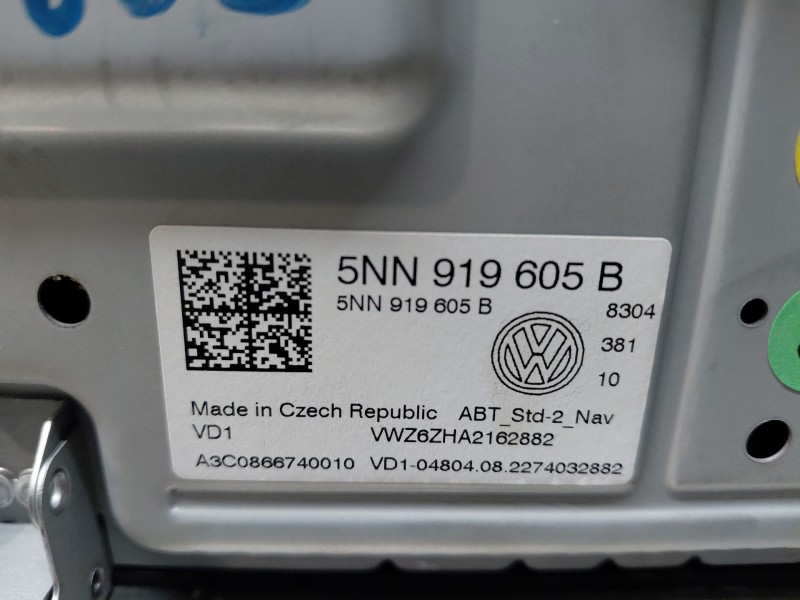 5NN 919 605 B
5NN 919 605 B
8304
381
10
Made in Czech Republic ABT_Std-2_Nav
VD1 VWZ6ZHA2162882
A3C0866740010 VD1-04804.08.2274032882